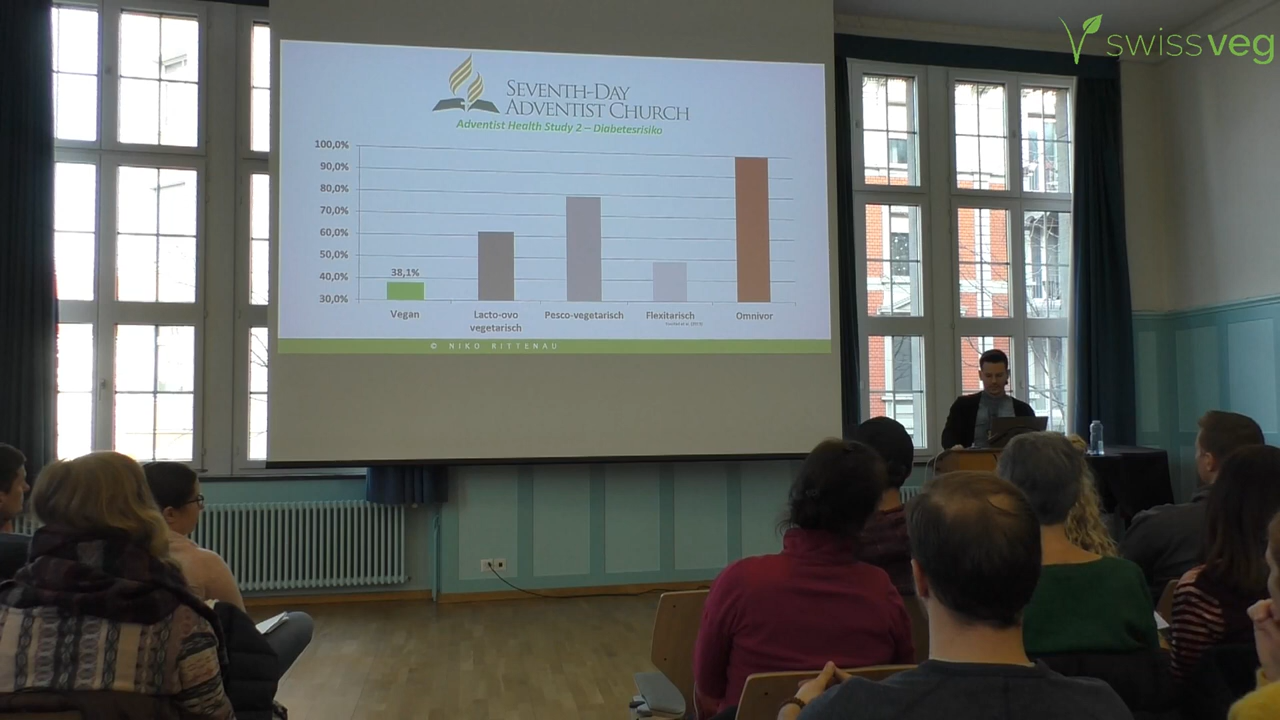 swissveg
SEVENTH-DAY
ADVENTIST CHURCH
Adventist Health Study 2 – Diabetesrisiko
100,0%
90,0%
80,0%
70,0%
60,0%
50,0%
40,0%
30,0%
38,1%
Vegan
Lacto-ovo
vegetarisch
Pesco-vegetarisch
Flexitarisch
Omnivor
© NIKO RITTENAU